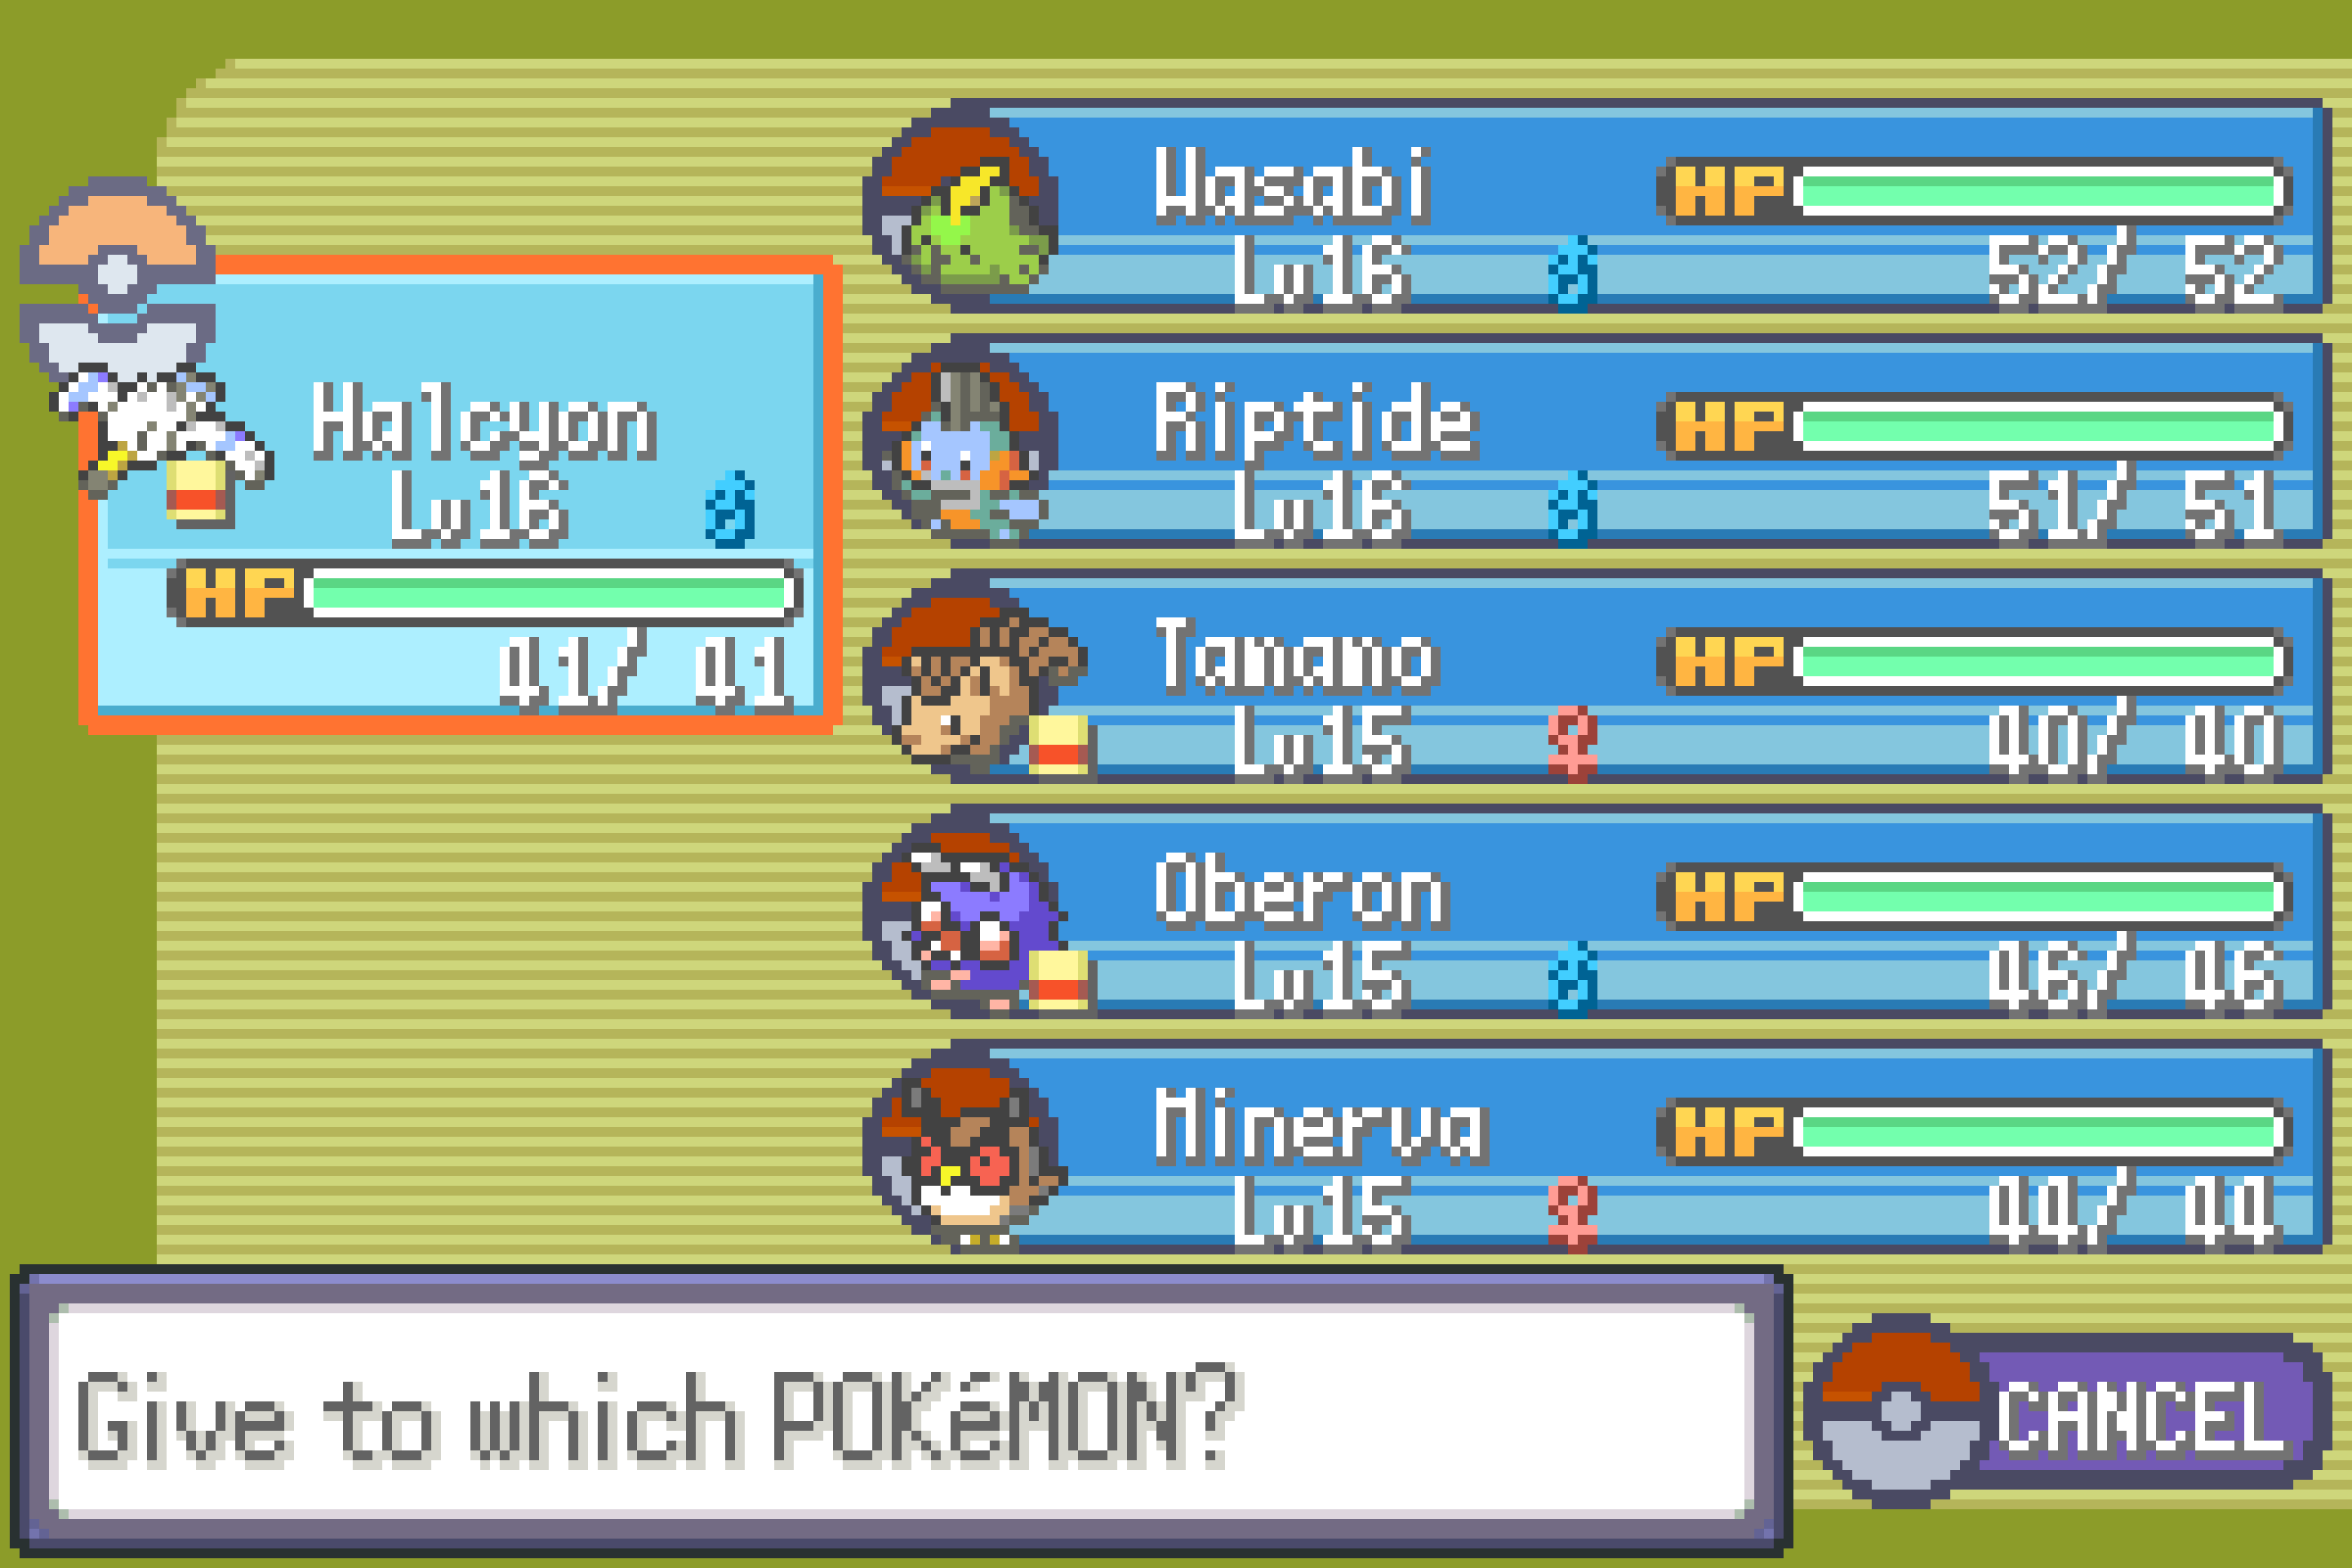 Halcyon
Lv16 ♂
HP
41/ 41
Wasabi
HP
Lv16 ♂ 52/ 52
Riptide
HP
Lv16 ♂ 51/ 51
Tamamo
HP
Lv15 ♀ 40/ 40
Oberon
HP
Lv15 ♂ 46/ 46
Minerva
HP
Lv15 ♀ 44/ 44
Give to which POKéMON?
CANCEL